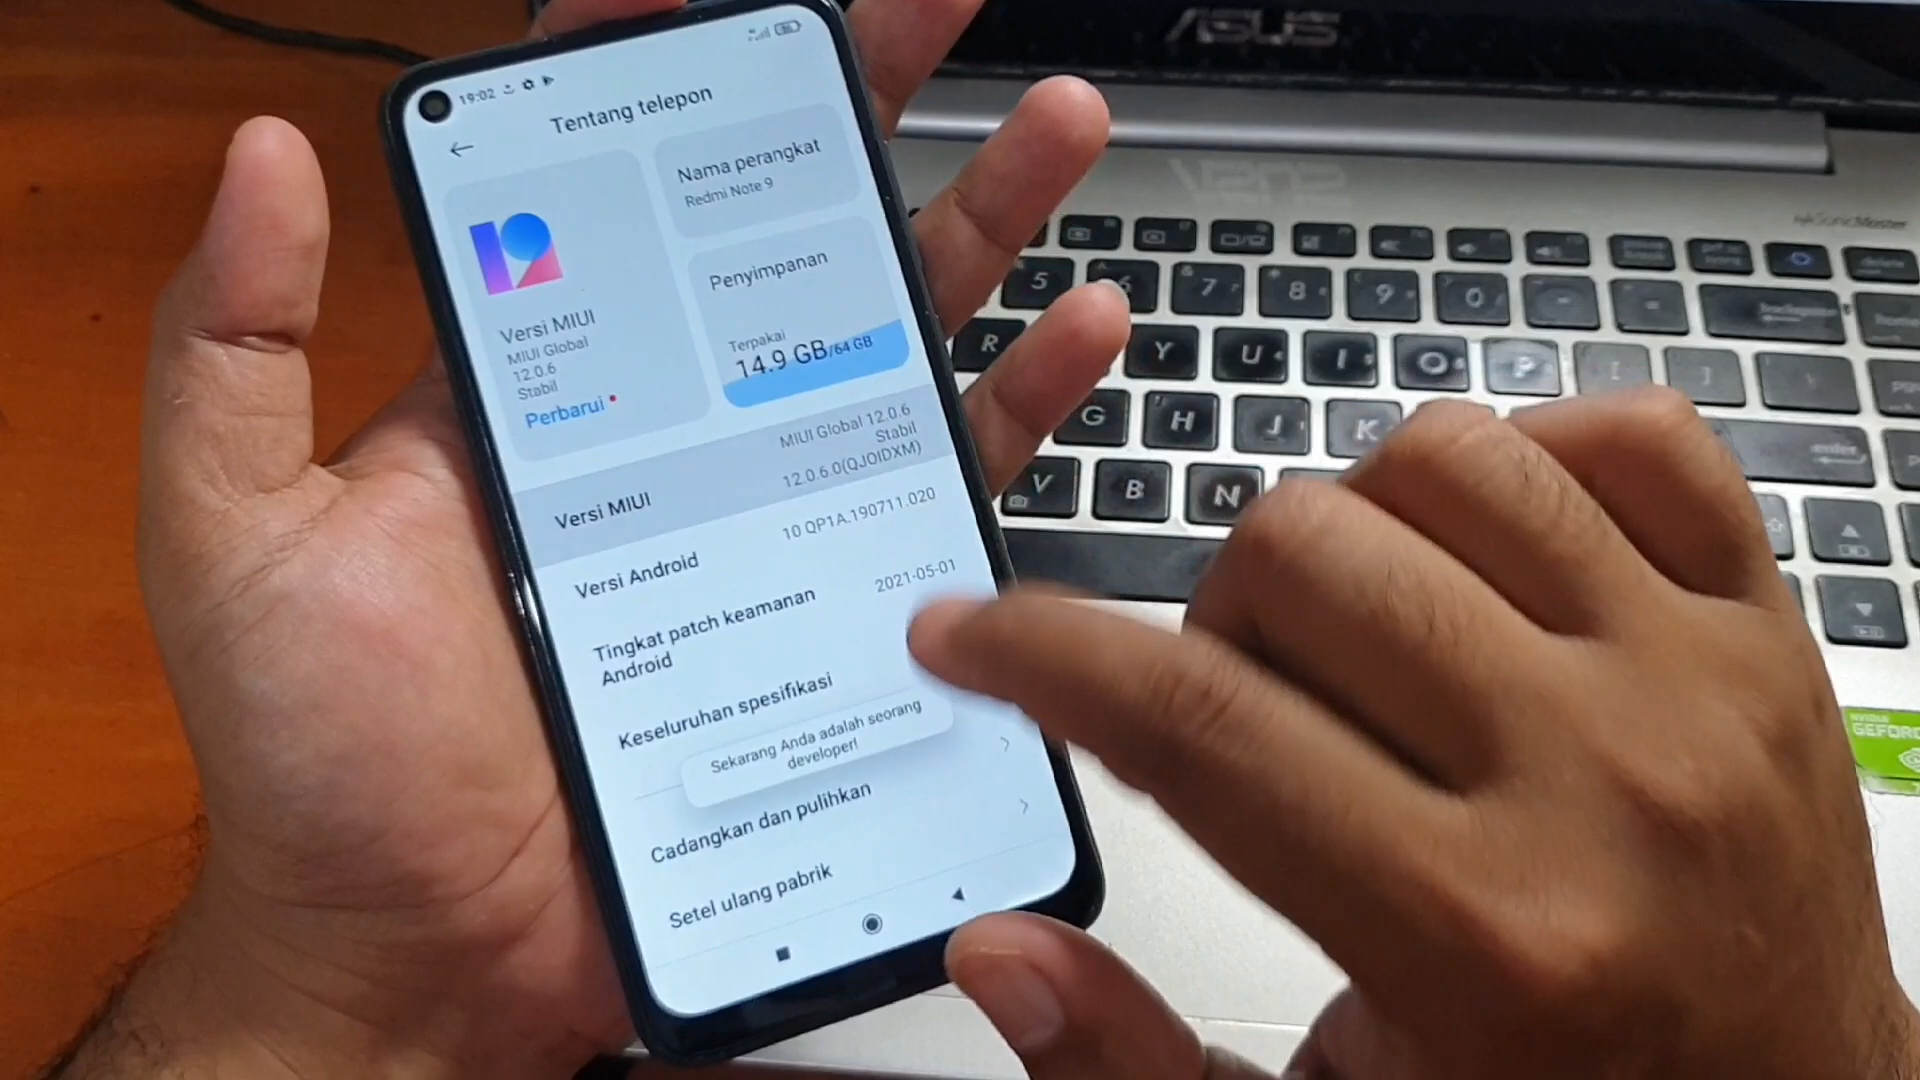 ASUS
19:02
Tentang telepon
Nama perangkat
Redmi Note 9
Penyimpanan
Terpakai
14.9 GB/64 GB
Versi MIUI
MIUI Global
12.0.6
Stabil
Perbarui
Versi MIUI
MIUI Global 12.0.6
Stabil
12.0.6.0(QJOIDXM)
Versi Android
10 QP1A.190711.020
Tingkat patch keamanan
Android
2021-05-01
Keseluruhan spesifikasi
Sekarang Anda adalah seorang
developer!
Cadangkan dan pulihkan
Setel ulang pabrik
SonicMaster
5 6 7 8 9 0
R Y U I O P
G H J K
enter
V B N
NVIDIA